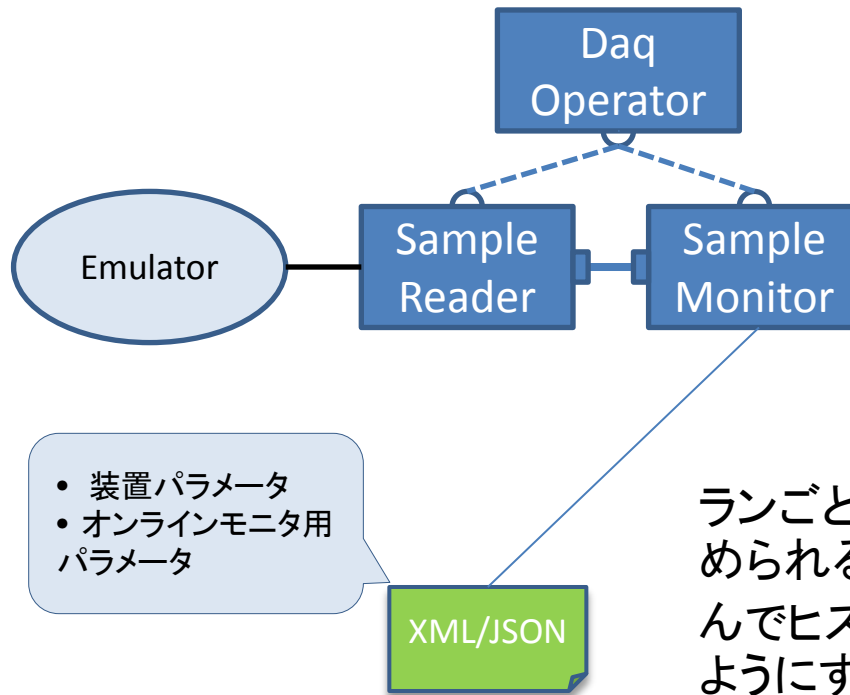 Daq
Operator
Emulator
Sample
Reader
Sample
Monitor
• 装置パラメータ
• オンラインモニタ用
パラメータ
XML/JSON
ランごと
められる
んでヒス
ようにす